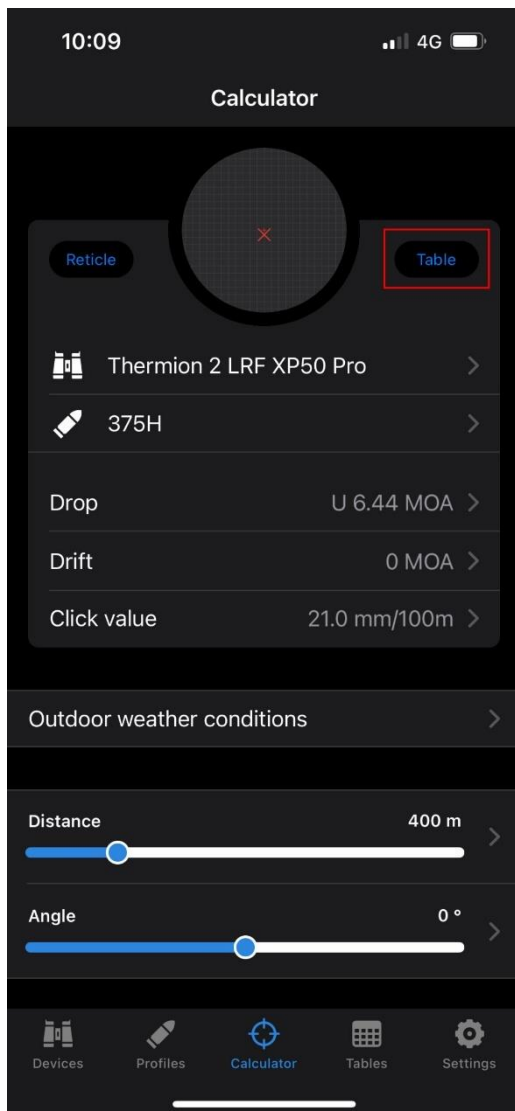 10:09
4G
Calculator
Reticle
Table
Thermion 2 LRF XP50 Pro
375H
Drop U 6.44 MOA
Drift 0 MOA
Click value 21.0 mm/100m
Outdoor weather conditions
Distance 400 m
Angle 0 °
Devices Profiles Calculator Tables Settings